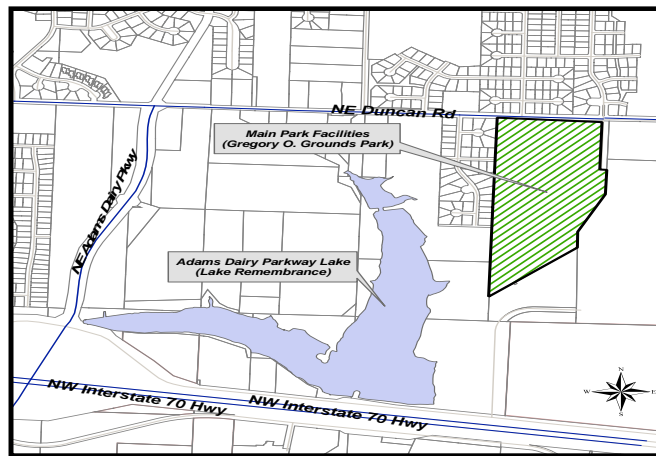 NE Duncan Rd
Main Park Facilities
(Gregory O. Grounds Park)
NE Adams Dairy Pkwy
Adams Dairy Parkway Lake
(Lake Remembrance)
N
W
E
S
NW Interstate 70 Hwy
NW Interstate 70 Hwy